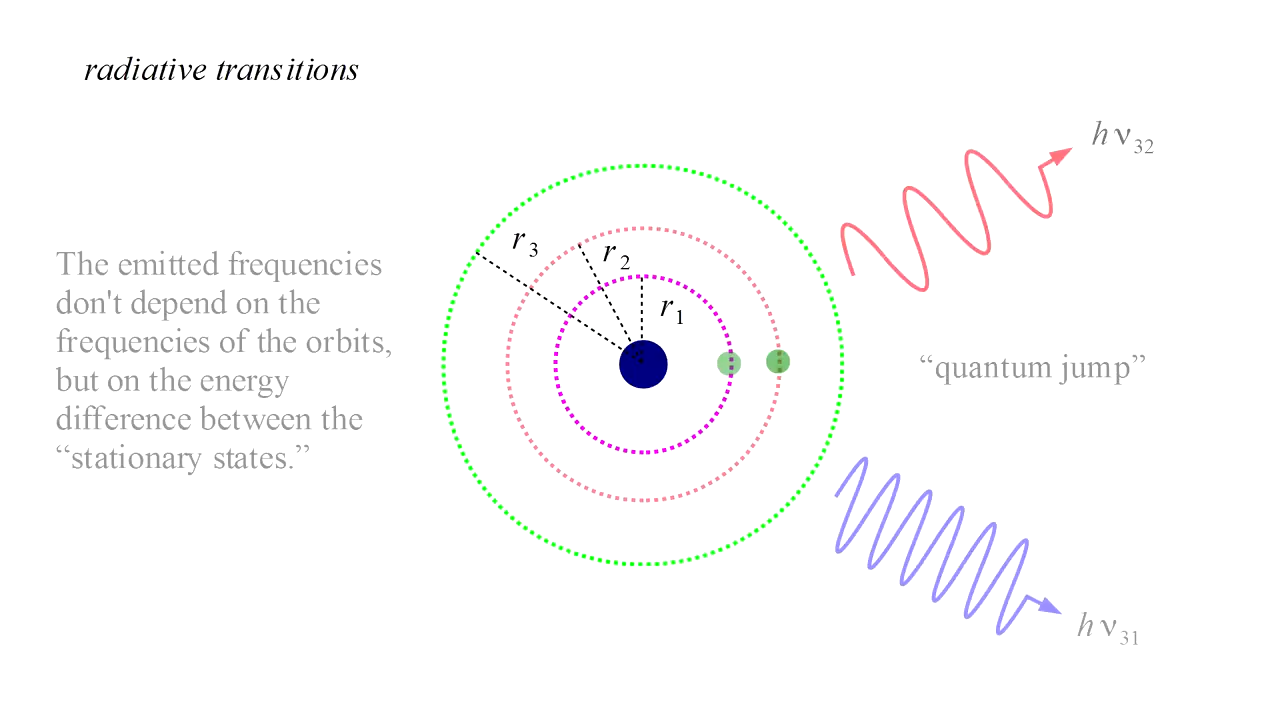 radiative transitions
hν32
r3
r2
The emitted frequencies
don't depend on the
frequencies of the orbits,
but on the energy
difference between the
“stationary states.”
r1
“quantum jump”
hν31